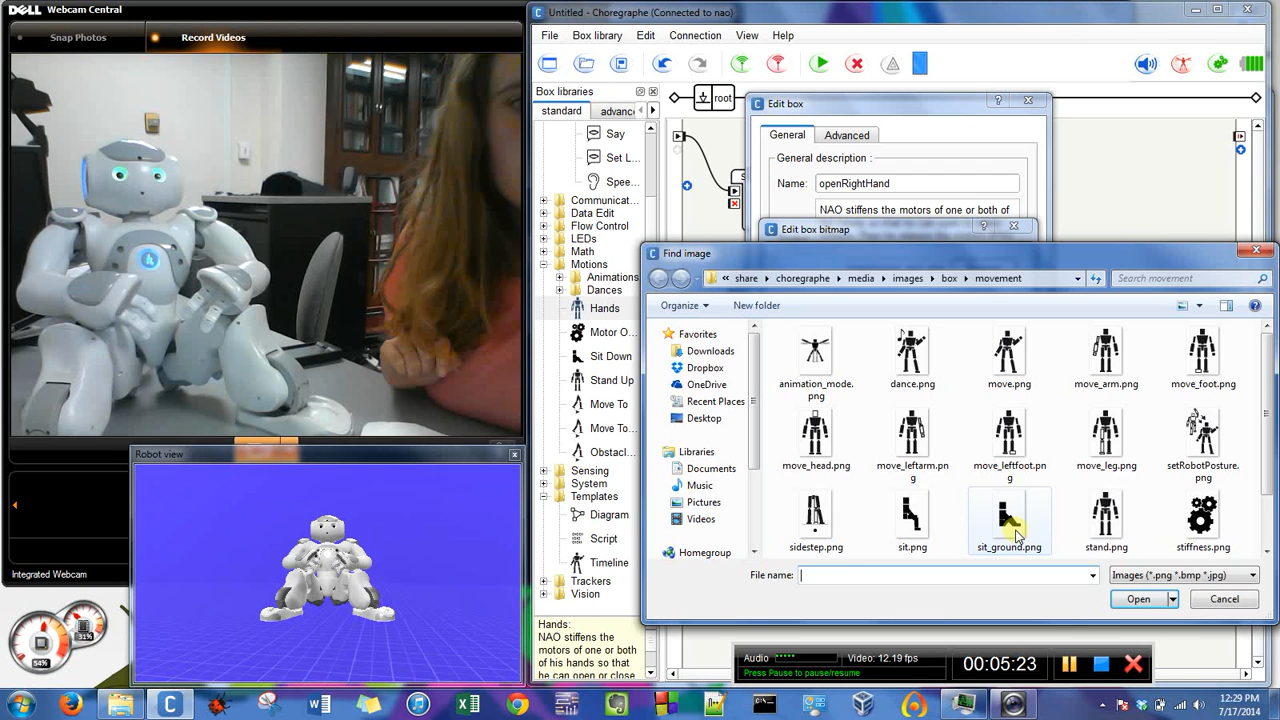 DELL Webcam Central
Snap Photos
Record Videos
Integrated Webcam
Robot view
54%
31%
Untitled - Choregraphe (Connected to nao)
File Box library Edit Connection View Help
Box libraries
standard
advanc
root
Say
Set L...
Spee...
Communicat...
Data Edit
Flow Control
LEDs
Math
Motions
Animations
Dances
Hands
Motor O...
Sit Down
Stand Up
Move To
Move To...
Obstacl...
Sensing
System
Templates
Diagram
Script
Timeline
Trackers
Vision
Hands:
NAO stiffens the
motors of one or both
of his hands so that
he can open or close
Edit box
General
Advanced
General description :
Name: openRightHand
NAO stiffens the motors of one or both of
Edit box bitmap
Find image
« share choregraphe media images box movement
Search movement
Organize
New folder
Favorites
Downloads
Dropbox
OneDrive
Recent Places
Desktop
Libraries
Documents
Music
Pictures
Videos
Homegroup
animation_mode.
png
dance.png
move.png
move_arm.png
move_foot.png
move_head.png
move_leftarm.pn
g
move_leftfoot.pn
g
move_leg.png
setRobotPosture.
png
sidestep.png
sit.png
sit_ground.png
stand.png
stiffness.png
File name:
Images (*.png *.bmp *.jpg)
Open
Cancel
Audio
Video: 12.19 fps
Press Pause to pause/resume
00:05:23
12:29 PM
7/17/2014